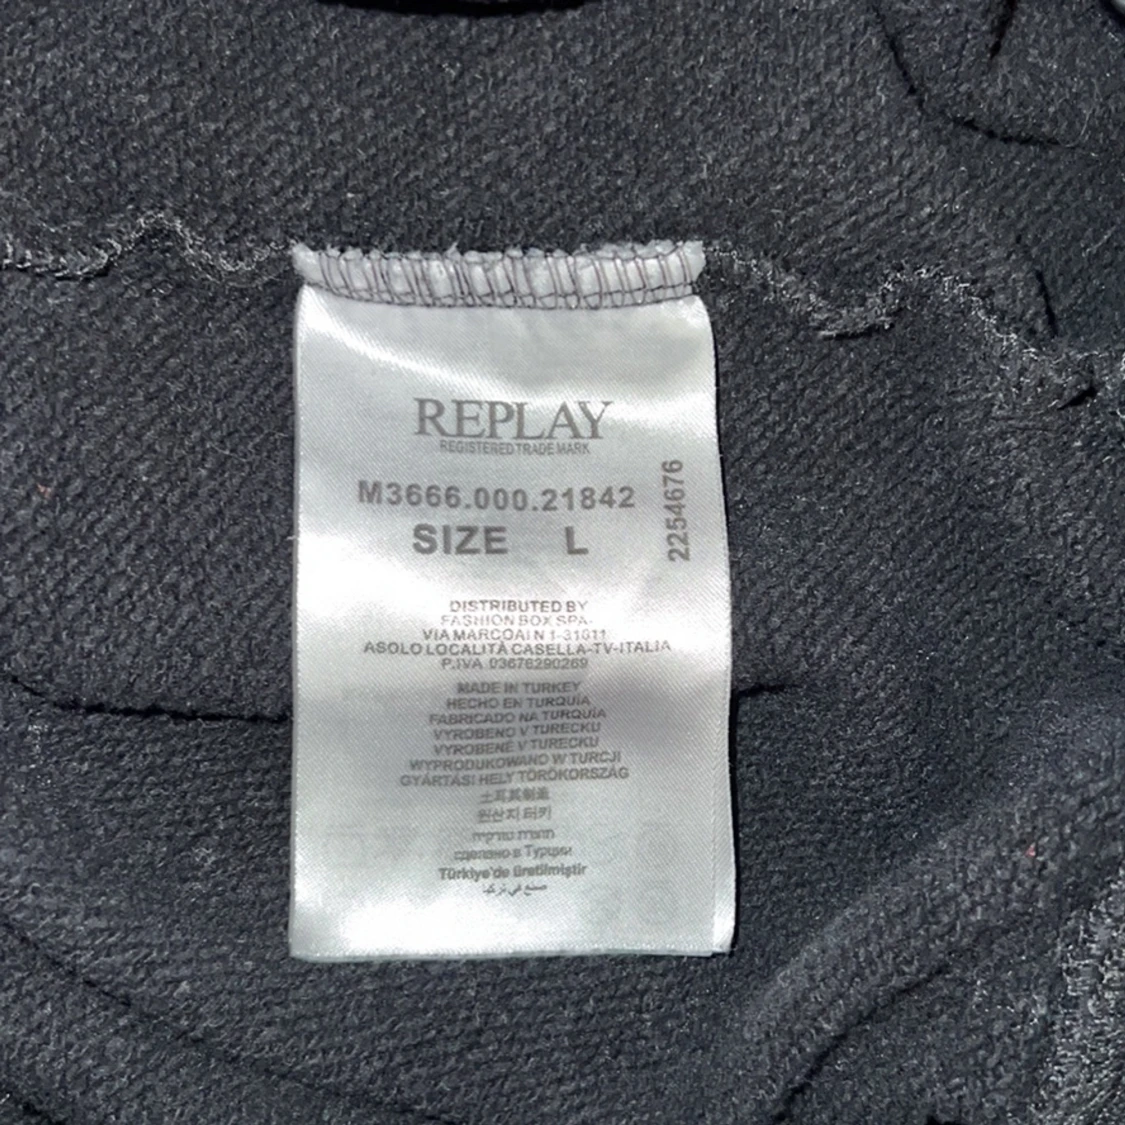 REPLAY
REGISTERED TRADE MARK
M3666.000.21842
2254676
SIZE L
DISTRIBUTED BY
FASHION BOX SPA-
VIA MARCOAI N 1-31011
ASOLO LOCALITÀ CASELLA-TV-ITALIA
P.IVA 03676290269
MADE IN TURKEY
HECHO EN TURQUÍA
FABRICADO NA TURQUIA
VYROBENO V TURECKU
VYROBENÉ V TURECKU
WYPRODUKOWANO W TURCJI
GYÁRTÁSI HELY TÖRÖKORSZÁG
土耳其制造
원산지 터키
תוצרת טורקיה
сделано в Турции
Türkiye'de üretilmiştir
صنع في تركيا